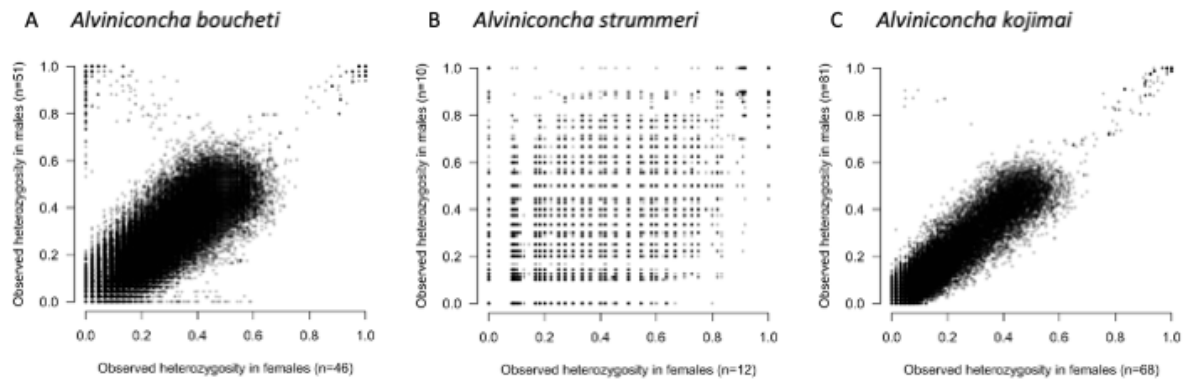 A Alviniconcha boucheti
B Alviniconcha strummeri
C Alviniconcha kojimai
Observed heterozygosity in males (n=51)
1.0
0.8
0.6
0.4
0.2
0.0
0.0 0.2 0.4 0.6 0.8 1.0
Observed heterozygosity in females (n=46)
Observed heterozygosity in males (n=10)
1.0
0.8
0.6
0.4
0.2
0.0
0.0 0.2 0.4 0.6 0.8 1.0
Observed heterozygosity in females (n=12)
Observed heterozygosity in males (n=81)
1.0
0.8
0.6
0.4
0.2
0.0
0.0 0.2 0.4 0.6 0.8 1.0
Observed heterozygosity in females (n=68)